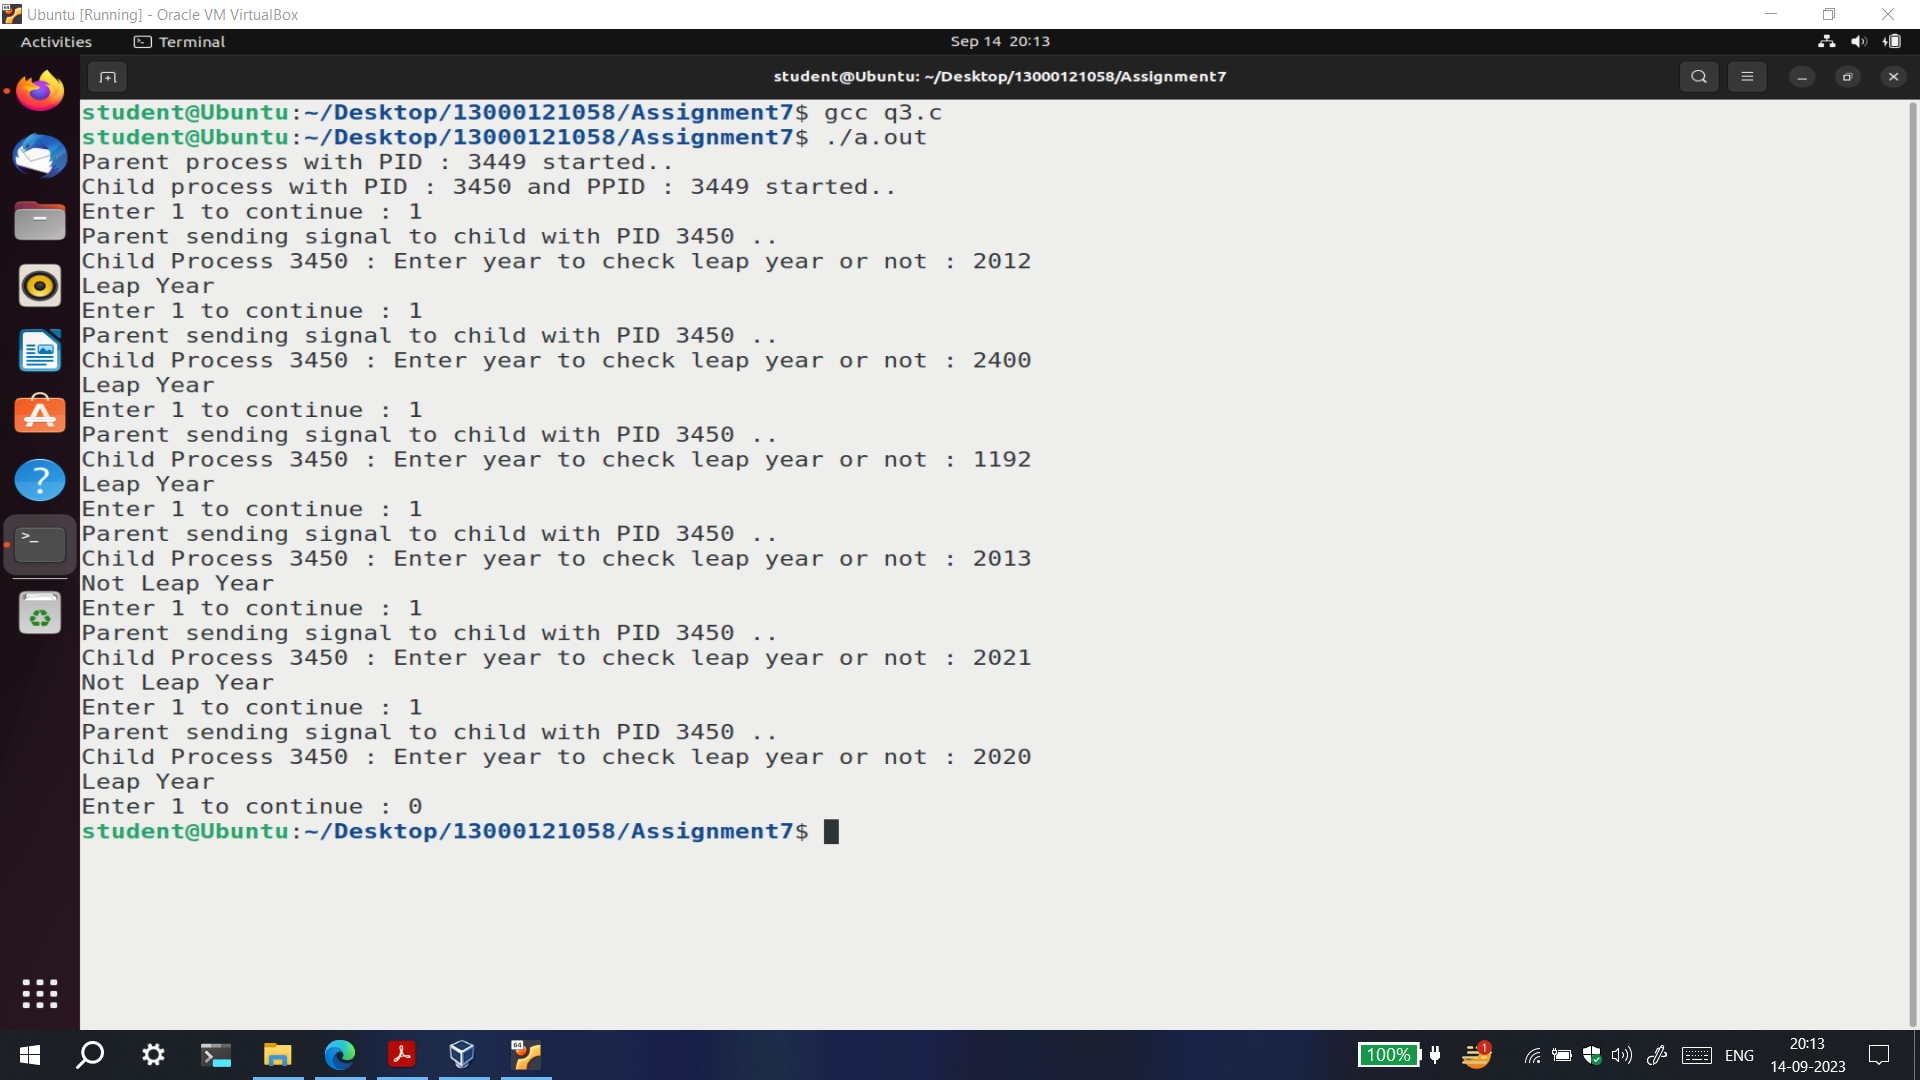 Ubuntu [Running] - Oracle VM VirtualBox
Activities Terminal Sep 14 20:13
student@Ubuntu: ~/Desktop/13000121058/Assignment7
student@Ubuntu:~/Desktop/13000121058/Assignment7$ gcc q3.c
student@Ubuntu:~/Desktop/13000121058/Assignment7$ ./a.out
Parent process with PID : 3449 started..
Child process with PID : 3450 and PPID : 3449 started..
Enter 1 to continue : 1
Parent sending signal to child with PID 3450 ..
Child Process 3450 : Enter year to check leap year or not : 2012
Leap Year
Enter 1 to continue : 1
Parent sending signal to child with PID 3450 ..
Child Process 3450 : Enter year to check leap year or not : 2400
Leap Year
Enter 1 to continue : 1
Parent sending signal to child with PID 3450 ..
Child Process 3450 : Enter year to check leap year or not : 1192
Leap Year
Enter 1 to continue : 1
Parent sending signal to child with PID 3450 ..
Child Process 3450 : Enter year to check leap year or not : 2013
Not Leap Year
Enter 1 to continue : 1
Parent sending signal to child with PID 3450 ..
Child Process 3450 : Enter year to check leap year or not : 2021
Not Leap Year
Enter 1 to continue : 1
Parent sending signal to child with PID 3450 ..
Child Process 3450 : Enter year to check leap year or not : 2020
Leap Year
Enter 1 to continue : 0
student@Ubuntu:~/Desktop/13000121058/Assignment7$
64
100% 1 ENG 20:13
14-09-2023